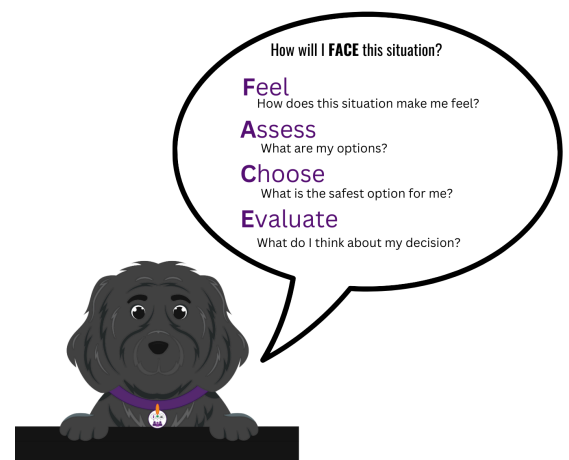 How will I FACE this situation?
Feel
How does this situation make me feel?
Assess
What are my options?
Choose
What is the safest option for me?
Evaluate
What do I think about my decision?